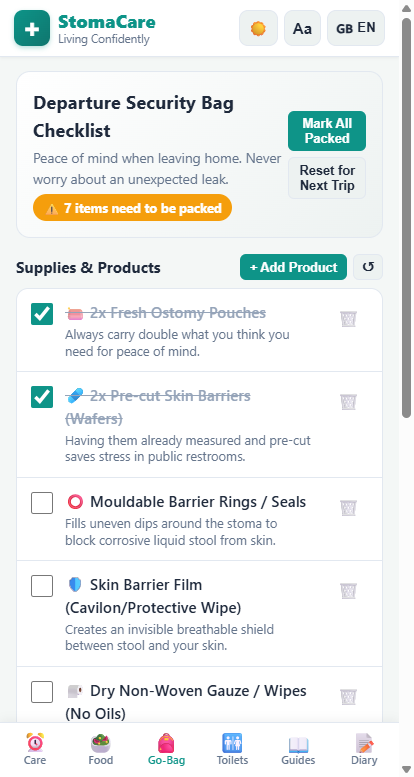 StomaCare
Living Confidently
Aa
GB EN
Departure Security Bag
Checklist
Peace of mind when leaving home. Never
worry about an unexpected leak.
⚠️ 7 items need to be packed
Mark All
Packed
Reset for
Next Trip
Supplies & Products
+ Add Product
2x Fresh Ostomy Pouches
Always carry double what you think you
need for peace of mind.
2x Pre-cut Skin Barriers
(Wafers)
Having them already measured and pre-cut
saves stress in public restrooms.
Mouldable Barrier Rings / Seals
Fills uneven dips around the stoma to
block corrosive liquid stool from skin.
Skin Barrier Film
(Cavilon/Protective Wipe)
Creates an invisible breathable shield
between stool and your skin.
Dry Non-Woven Gauze / Wipes
(No Oils)
Care
Food
Go-Bag
Toilets
Guides
Diary